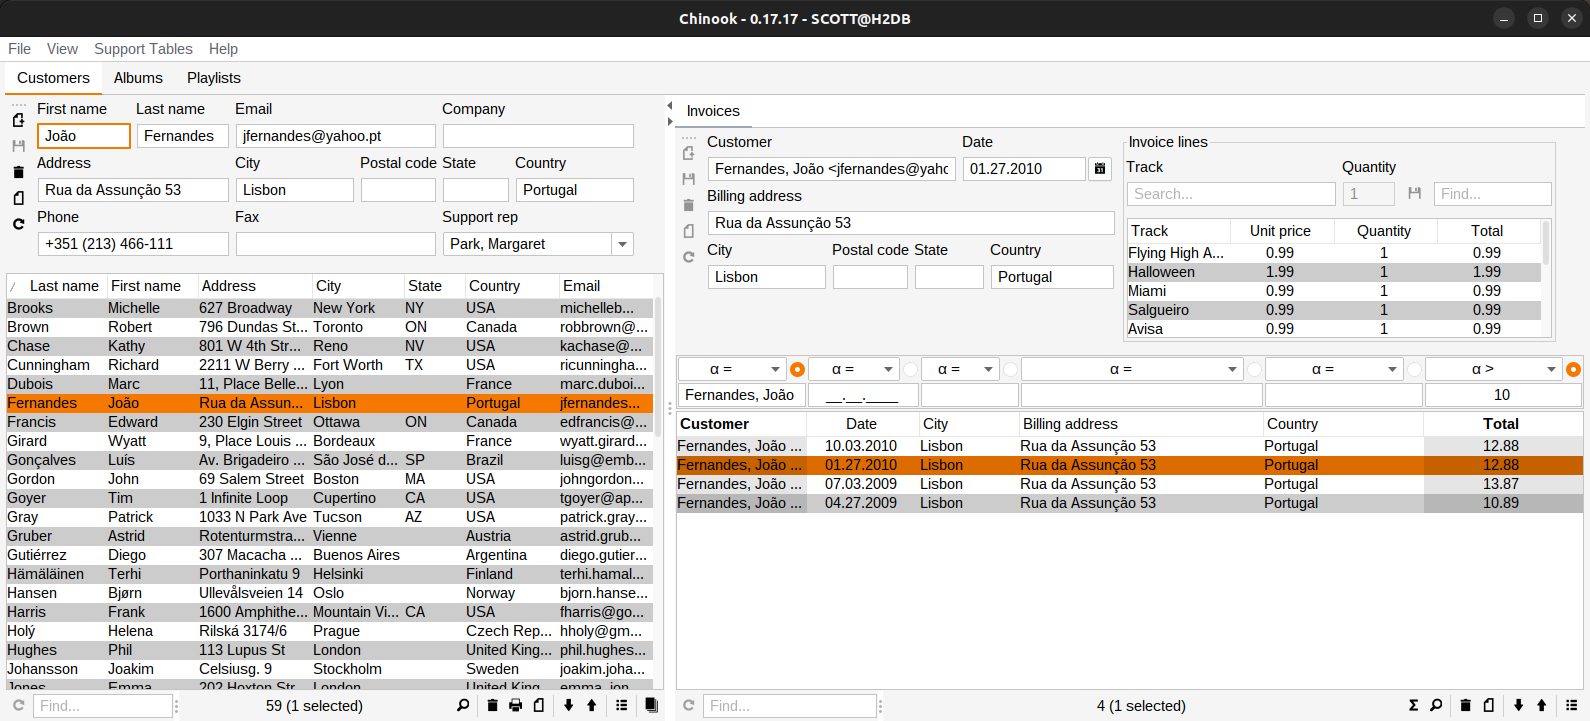 Chinook - 0.17.17 - SCOTT@H2DB
File View Support Tables Help
Customers Albums Playlists
First name Last name Email Company
João Fernandes jfernandes@yahoo.pt
Address City Postal code State Country
Rua da Assunção 53 Lisbon Portugal
Phone Fax Support rep
+351 (213) 466-111 Park, Margaret
Last name First name Address City State Country Email
Brooks Michelle 627 Broadway New York NY USA michelleb...
Brown Robert 796 Dundas St... Toronto ON Canada robbrown@...
Chase Kathy 801 W 4th Str... Reno NV USA kachase@...
Cunningham Richard 2211 W Berry ... Fort Worth TX USA ricunningha...
Dubois Marc 11, Place Belle... Lyon France marc.duboi...
Fernandes João Rua da Assun... Lisbon Portugal jfernandes...
Francis Edward 230 Elgin Street Ottawa ON Canada edfrancis@...
Girard Wyatt 9, Place Louis ... Bordeaux France wyatt.girard...
Gonçalves Luís Av. Brigadeiro ... São José d... SP Brazil luisg@emb...
Gordon John 69 Salem Street Boston MA USA johngordon...
Goyer Tim 1 Infinite Loop Cupertino CA USA tgoyer@ap...
Gray Patrick 1033 N Park Ave Tucson AZ USA patrick.gray...
Gruber Astrid Rotenturmstra... Vienne Austria astrid.grub...
Gutiérrez Diego 307 Macacha ... Buenos Aires Argentina diego.gutier...
Hämäläinen Terhi Porthaninkatu 9 Helsinki Finland terhi.hamal...
Hansen Bjørn Ullevålsveien 14 Oslo Norway bjorn.hanse...
Harris Frank 1600 Amphithe... Mountain Vi... CA USA fharris@go...
Holý Helena Rilská 3174/6 Prague Czech Rep... hholy@gm...
Hughes Phil 113 Lupus St London United King... phil.hughes...
Johansson Joakim Celsiusg. 9 Stockholm Sweden joakim.joha...
Jones Emma 202 Hoxton Str... London United King... emma_jon...
Find... 59 (1 selected)
Invoices
Customer Date
Fernandes, João <jfernandes@yahc 01.27.2010
Billing address
Rua da Assunção 53
City Postal code State Country
Lisbon Portugal
Invoice lines
Track Quantity
Search... 1 Find...
Track Unit price Quantity Total
Flying High A... 0.99 1 0.99
Halloween 1.99 1 1.99
Miami 0.99 1 0.99
Salgueiro 0.99 1 0.99
Avisa 0.99 1 0.99
α = α = α = α = α = α >
Fernandes, João __.__.____ 10
Customer Date City Billing address Country Total
Fernandes, João ... 10.03.2010 Lisbon Rua da Assunção 53 Portugal 12.88
Fernandes, João ... 01.27.2010 Lisbon Rua da Assunção 53 Portugal 12.88
Fernandes, João ... 07.03.2009 Lisbon Rua da Assunção 53 Portugal 13.87
Fernandes, João ... 04.27.2009 Lisbon Rua da Assunção 53 Portugal 10.89
Find... 4 (1 selected)